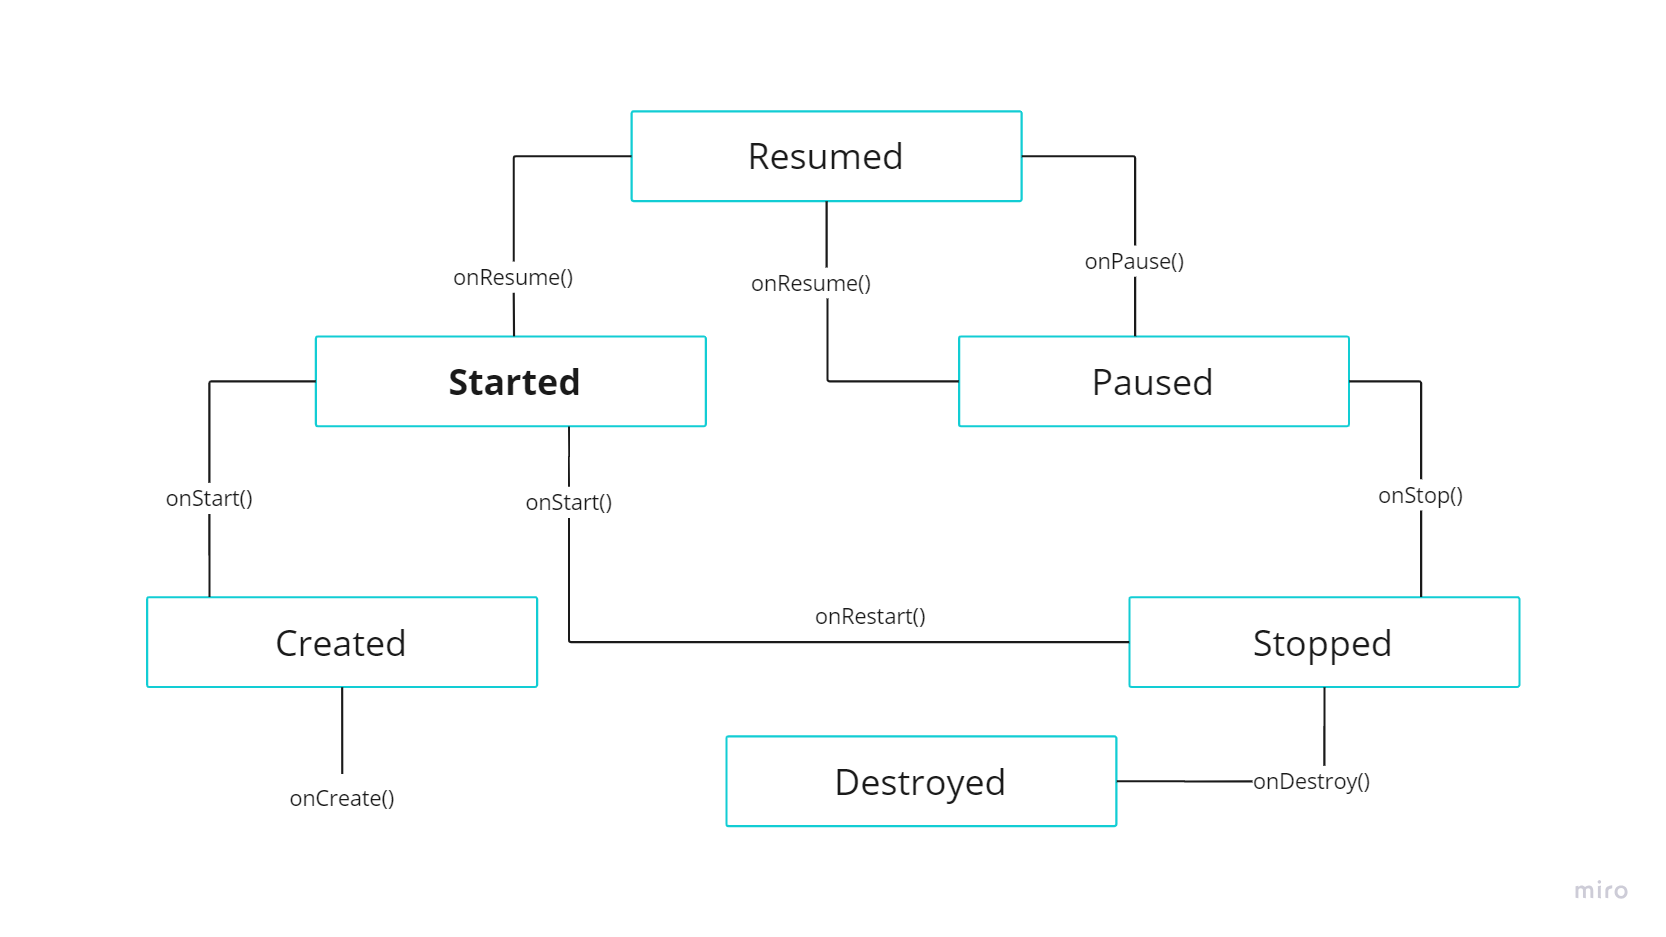 Resumed
onResume()
onResume()
onPause()
Started
Paused
onStart()
onStart()
onStop()
onRestart()
Created
Stopped
Destroyed
onDestroy()
onCreate()
miro